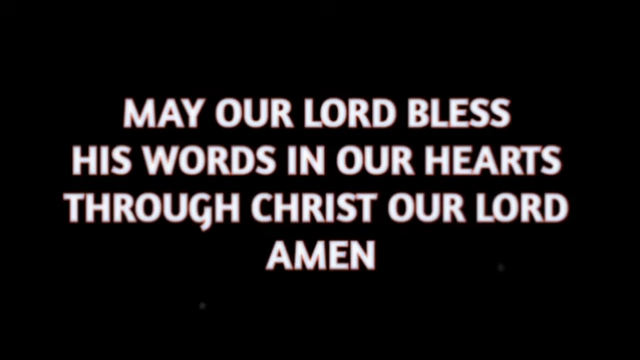 MAY OUR LORD BLESS
HIS WORDS IN OUR HEARTS
THROUGH CHRIST OUR LORD
AMEN